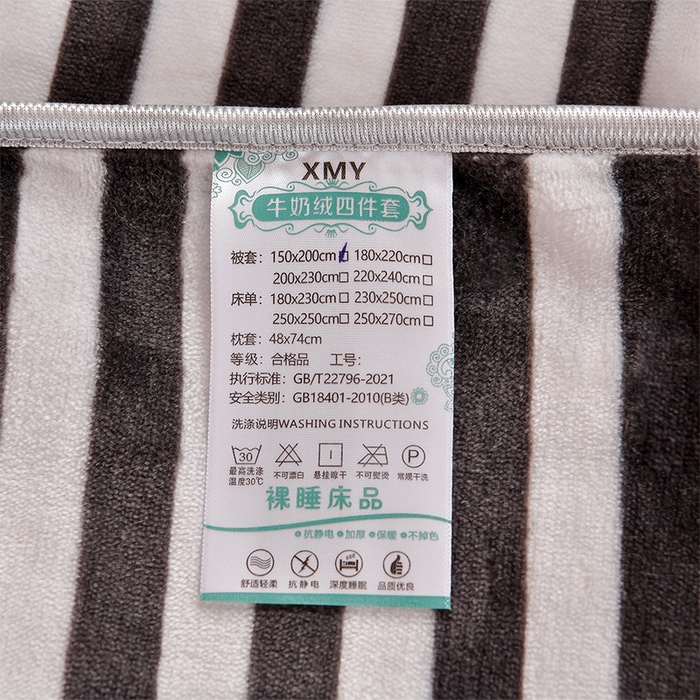 XMY
牛奶绒四件套
被套：150x200cm□ 180x220cm□
200x230cm□ 220x240cm□
床单：180x230cm□ 230x250cm□
250x250cm□ 250x270cm□
枕套：48x74cm
等级：合格品 工号：
执行标准：GB/T22796-2021
安全类别：GB18401-2010(B类)
洗涤说明WASHING INSTRUCTIONS
30 P
最高洗涤温度30℃ 不可漂白 悬挂晾干 不可熨烫 常规干洗
裸睡床品
抗静电 加厚 保暖 不掉色
舒适轻柔 抗静电 深度睡眠 品质优良